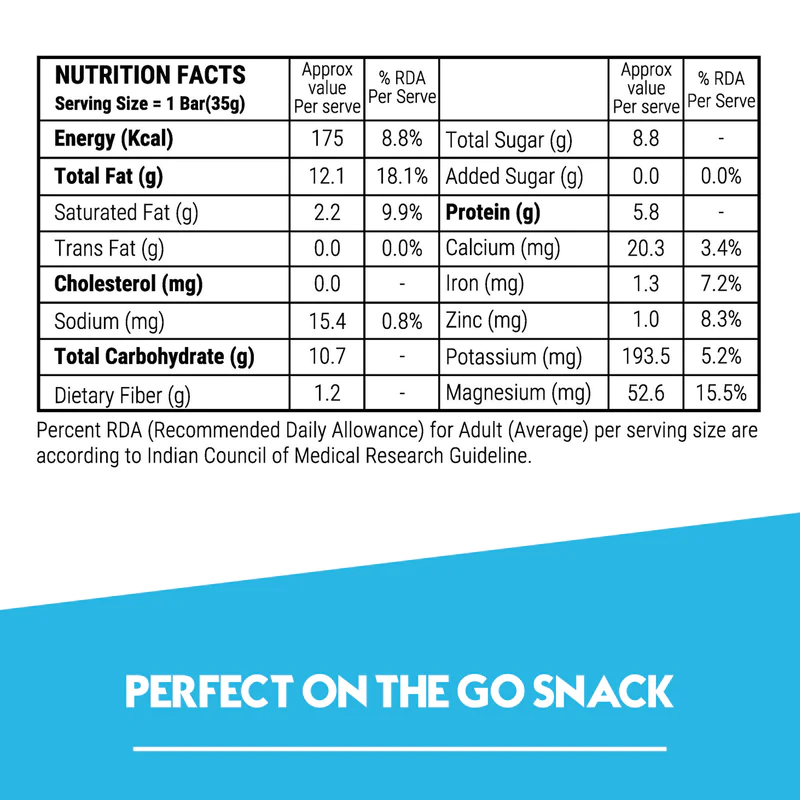 NUTRITION FACTS
Serving Size = 1 Bar(35g)
Approx value Per serve
% RDA Per Serve
Approx value Per serve
% RDA Per Serve
Energy (Kcal) 175 8.8% Total Sugar (g) 8.8 -
Total Fat (g) 12.1 18.1% Added Sugar (g) 0.0 0.0%
Saturated Fat (g) 2.2 9.9% Protein (g) 5.8 -
Trans Fat (g) 0.0 0.0% Calcium (mg) 20.3 3.4%
Cholesterol (mg) 0.0 - Iron (mg) 1.3 7.2%
Sodium (mg) 15.4 0.8% Zinc (mg) 1.0 8.3%
Total Carbohydrate (g) 10.7 - Potassium (mg) 193.5 5.2%
Dietary Fiber (g) 1.2 - Magnesium (mg) 52.6 15.5%
Percent RDA (Recommended Daily Allowance) for Adult (Average) per serving size are
according to Indian Council of Medical Research Guideline.
PERFECT ON THE GO SNACK